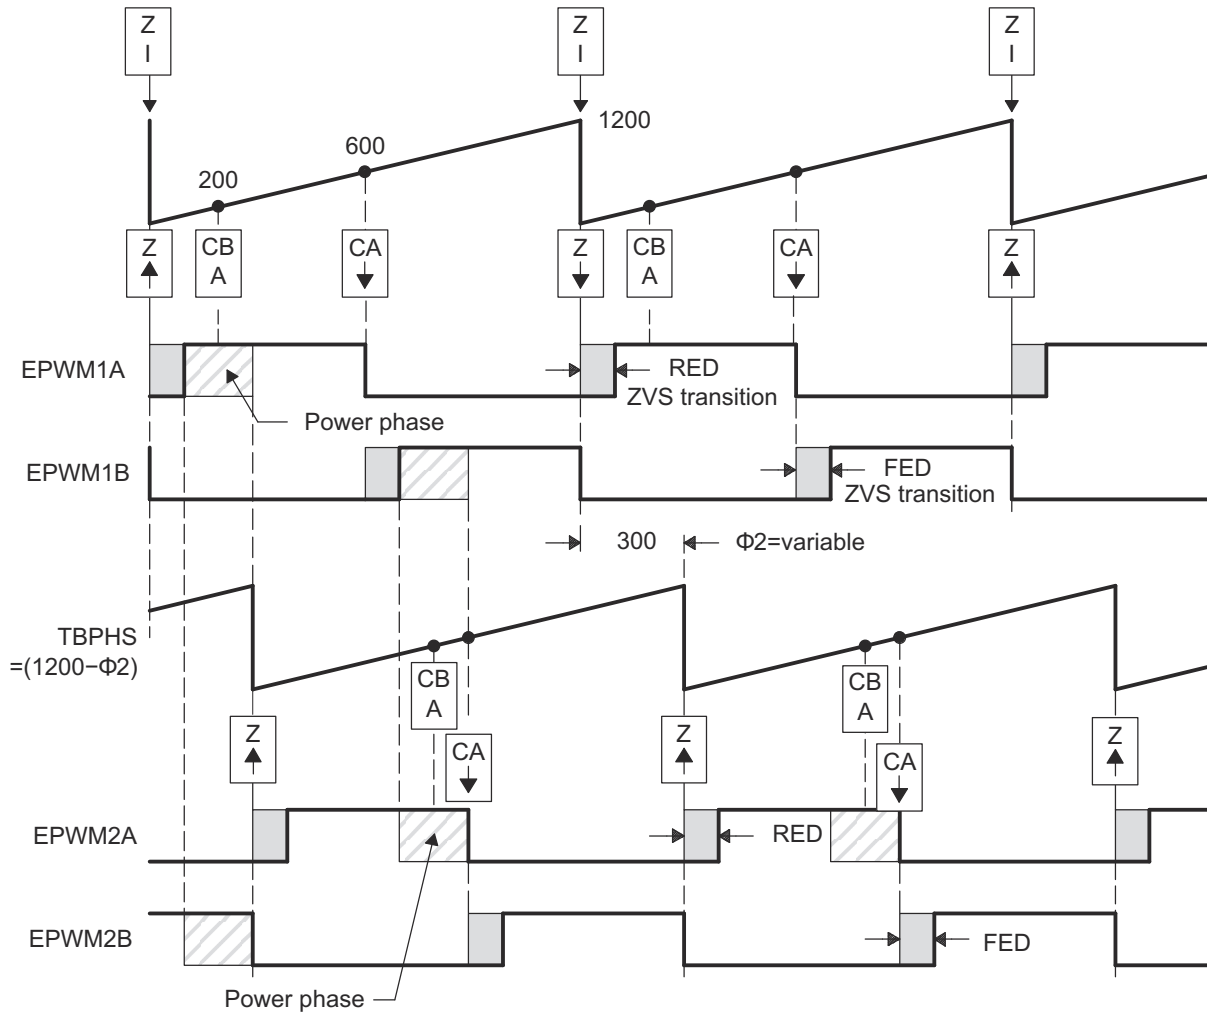 Z
I
Z
I
Z
I
1200
600
200
Z
CB
A
CA
Z
CB
A
CA
Z
EPWM1A
RED
ZVS transition
Power phase
EPWM1B
FED
ZVS transition
300
Φ2=variable
TBPHS
=(1200−Φ2)
CB
A
CB
A
Z
CA
Z
CA
Z
EPWM2A
RED
EPWM2B
FED
Power phase